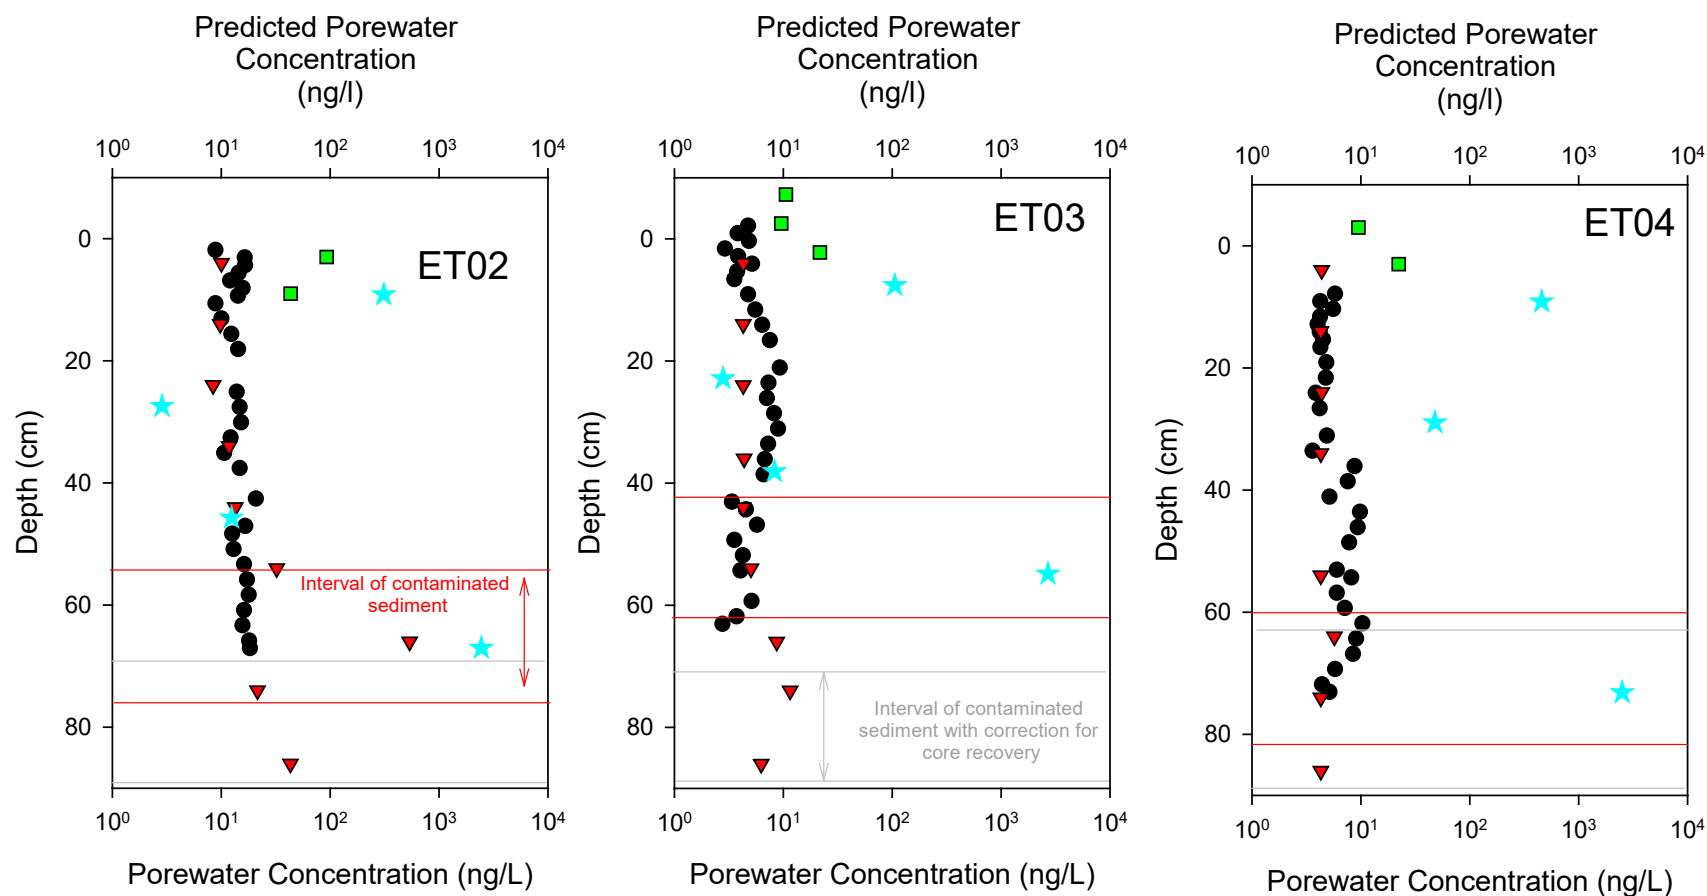 Predicted Porewater
Concentration
(ng/l)
10⁰ 10¹ 10² 10³ 10⁴
ET02
0
20
40
60
80
Depth (cm)
Interval of contaminated
sediment
10⁰ 10¹ 10² 10³ 10⁴
Porewater Concentration (ng/L)
Predicted Porewater
Concentration
(ng/l)
10⁰ 10¹ 10² 10³ 10⁴
ET03
0
20
40
60
80
Depth (cm)
Interval of contaminated
sediment with correction for
core recovery
10⁰ 10¹ 10² 10³ 10⁴
Porewater Concentration (ng/L)
Predicted Porewater
Concentration
(ng/l)
10⁰ 10¹ 10² 10³ 10⁴
ET04
0
20
40
60
80
Depth (cm)
10⁰ 10¹ 10² 10³ 10⁴
Porewater Concentration (ng/L)